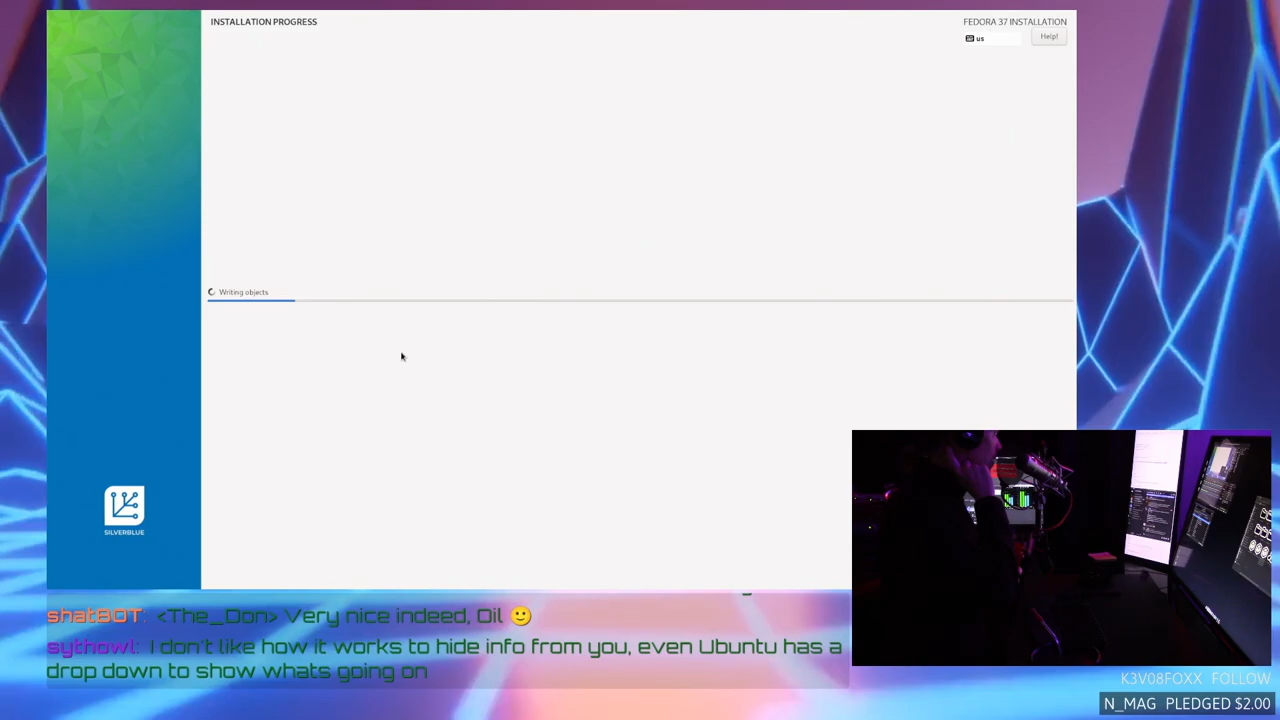 INSTALLATION PROGRESS
FEDORA 37 INSTALLATION
us
Help!
Writing objects
SILVERBLUE
shatBOT: <The_Don> Very nice indeed, Oil 🙂
sythowl: I don't like how it works to hide info from you, even Ubuntu has a
drop down to show whats going on
K3V08FOXX FOLLOW
N_MAG PLEDGED $2.00